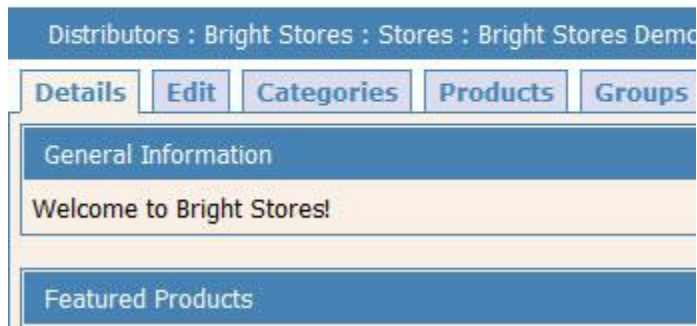 Distributors : Bright Stores : Stores : Bright Stores Demo
Details Edit Categories Products Groups
General Information
Welcome to Bright Stores!
Featured Products